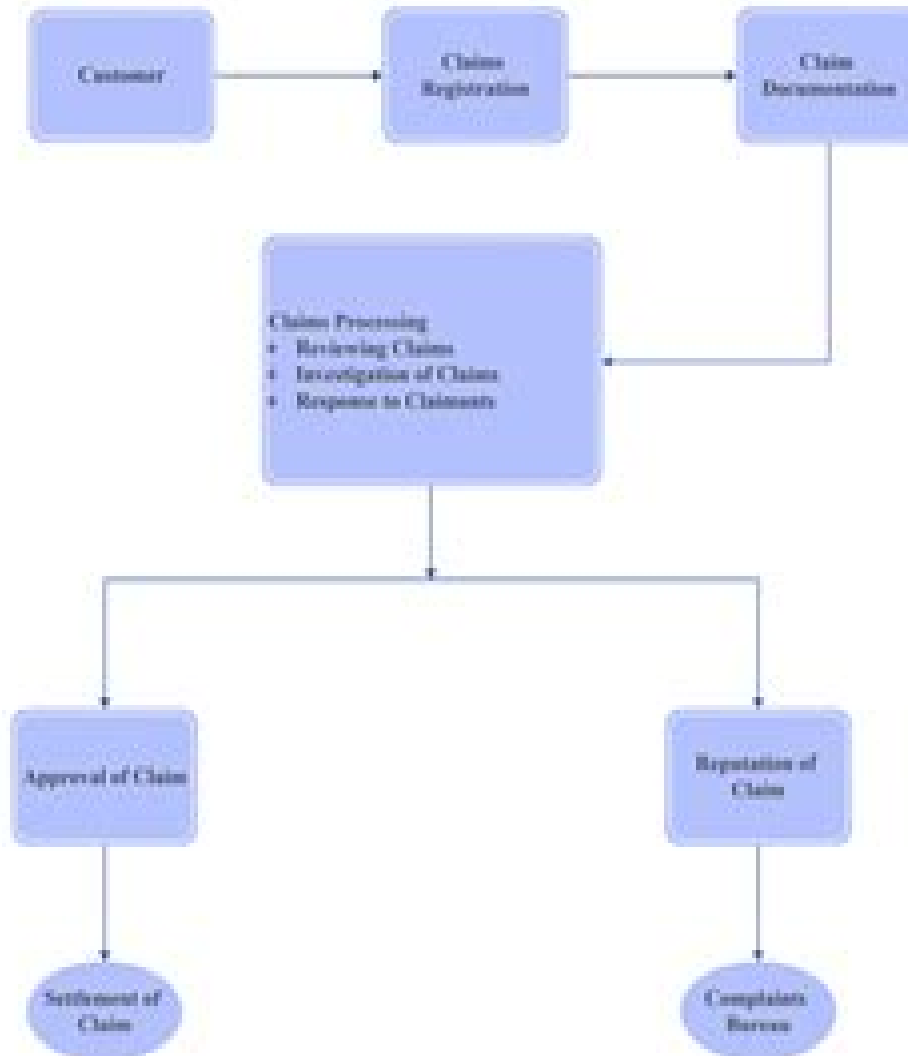 Customer
Claims
Registration
Claim
Documentation
Claims Processing
• Reviewing Claims
• Investigation of Claims
• Response to Claimants
Approval of Claim
Reputation of
Claim
Settlement of
Claim
Complaints
Bureau